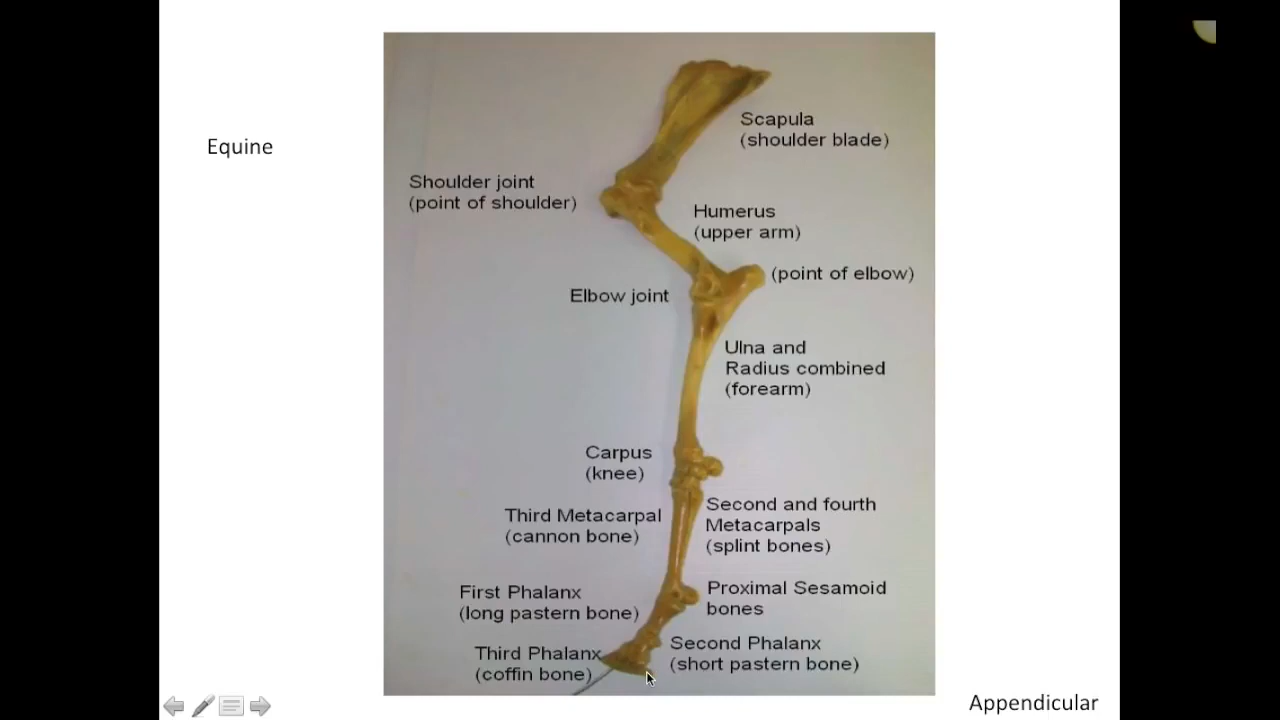 Equine
Scapula
(shoulder blade)
Shoulder joint
(point of shoulder)
Humerus
(upper arm)
(point of elbow)
Elbow joint
Ulna and
Radius combined
(forearm)
Carpus
(knee)
Third Metacarpal
(cannon bone)
Second and fourth
Metacarpals
(splint bones)
First Phalanx
(long pastern bone)
Proximal Sesamoid
bones
Second Phalanx
(short pastern bone)
Third Phalanx
(coffin bone)
Appendicular